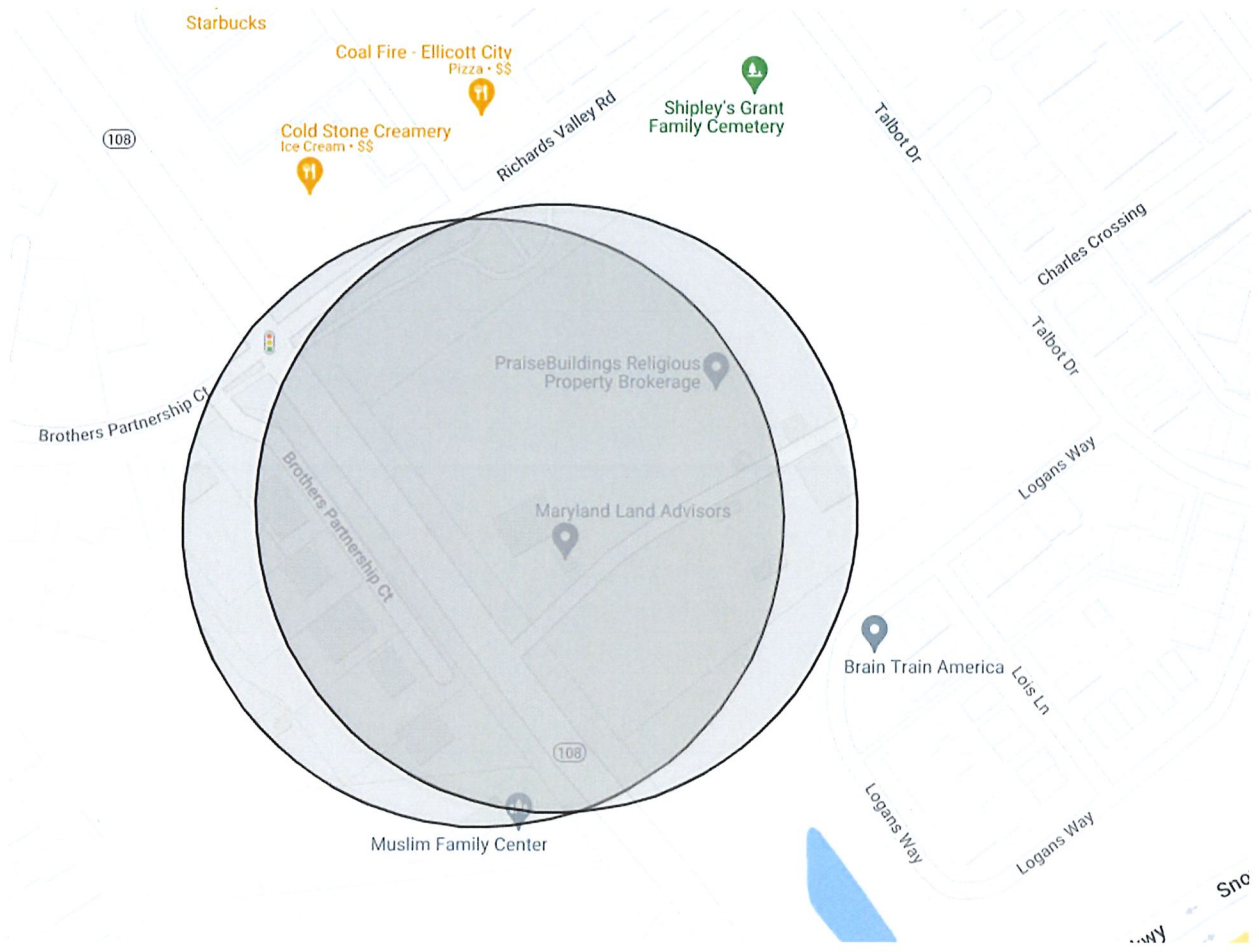 Starbucks
Coal Fire - Ellicott City
Pizza • $$
Cold Stone Creamery
Ice Cream • $$
108
Richards Valley Rd
Shipley's Grant
Family Cemetery
Talbot Dr
Charles Crossing
Talbot Dr
PraiseBuildings Religious
Property Brokerage
Brothers Partnership Ct
Brothers Partnership Ct
Logans Way
Maryland Land Advisors
Brain Train America
Lois Ln
108
Muslim Family Center
Logans Way
Logans Way
Sno
kwy